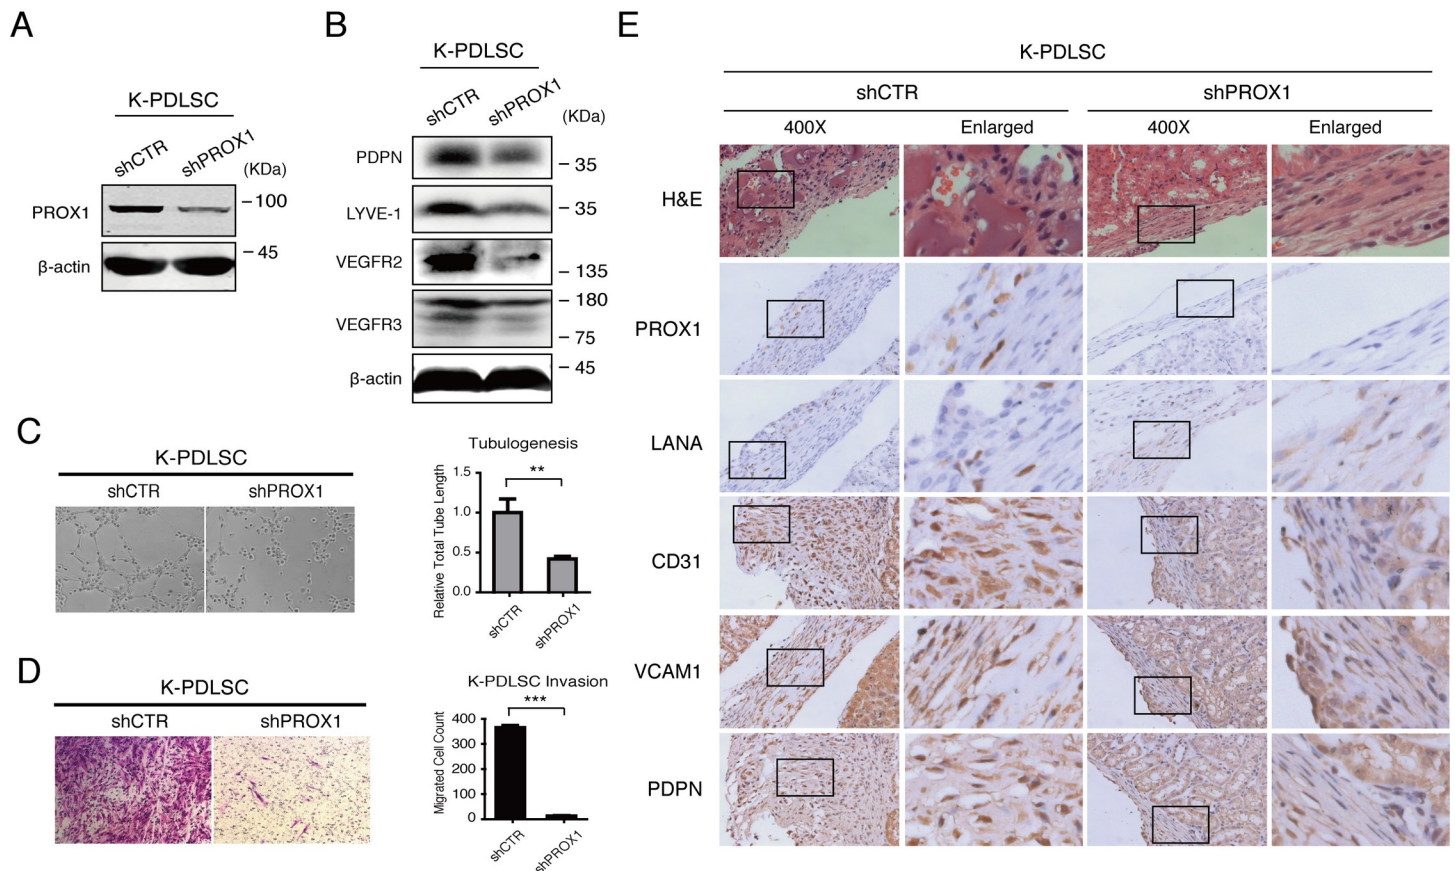 A
K-PDLSC
shCTR
shPROX1
(KDa)
PROX1
100
β-actin
45
B
K-PDLSC
shCTR
shPROX1
(KDa)
PDPN
35
LYVE-1
35
VEGFR2
135
180
VEGFR3
75
β-actin
45
C
K-PDLSC
shCTR
shPROX1
Tubulogenesis
Relative Total Tube Length
1.5
1.0
0.5
0.0
**
shCTR
shPROX1
D
K-PDLSC
shCTR
shPROX1
K-PDLSC Invasion
Migrated Cell Count
400
300
200
100
0
***
shCTR
shPROX1
E
K-PDLSC
shCTR
shPROX1
400X
Enlarged
400X
Enlarged
H&E
PROX1
LANA
CD31
VCAM1
PDPN